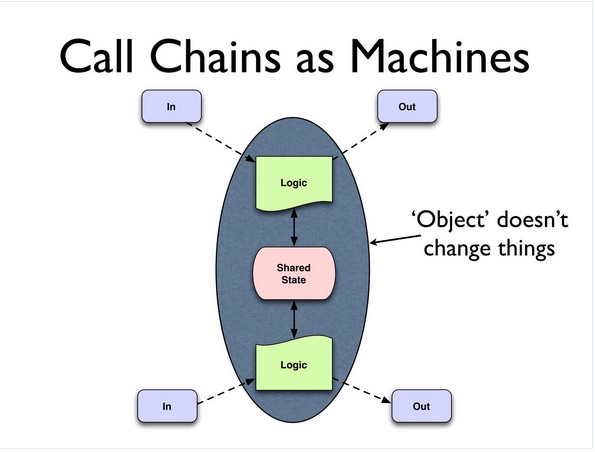 Call Chains as Machines
In
Out
Logic
‘Object’ doesn’t
change things
Shared
State
Logic
In
Out